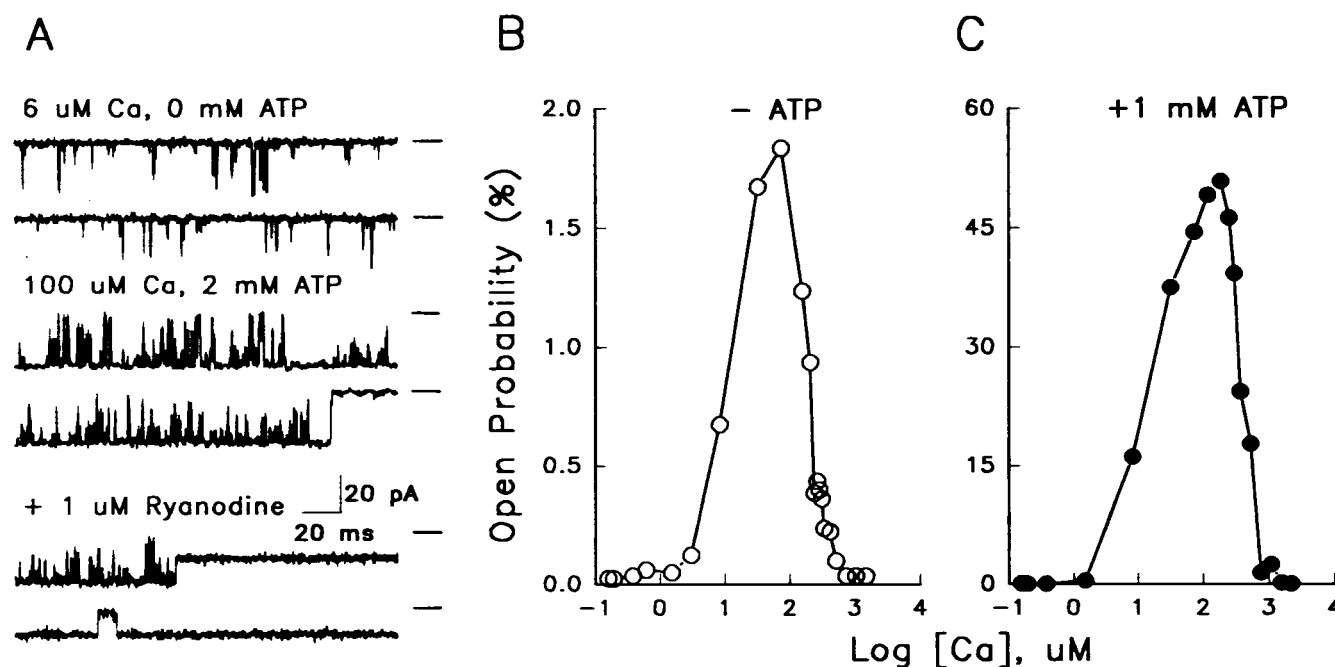 A
6 uM Ca, 0 mM ATP
100 uM Ca, 2 mM ATP
+ 1 uM Ryanodine
20 pA
20 ms
B
− ATP
Open Probability (%)
2.0
1.5
1.0
0.5
0.0
−1 0 1 2 3 4
C
+1 mM ATP
60
45
30
15
0
−1 0 1 2 3 4
Log [Ca], uM